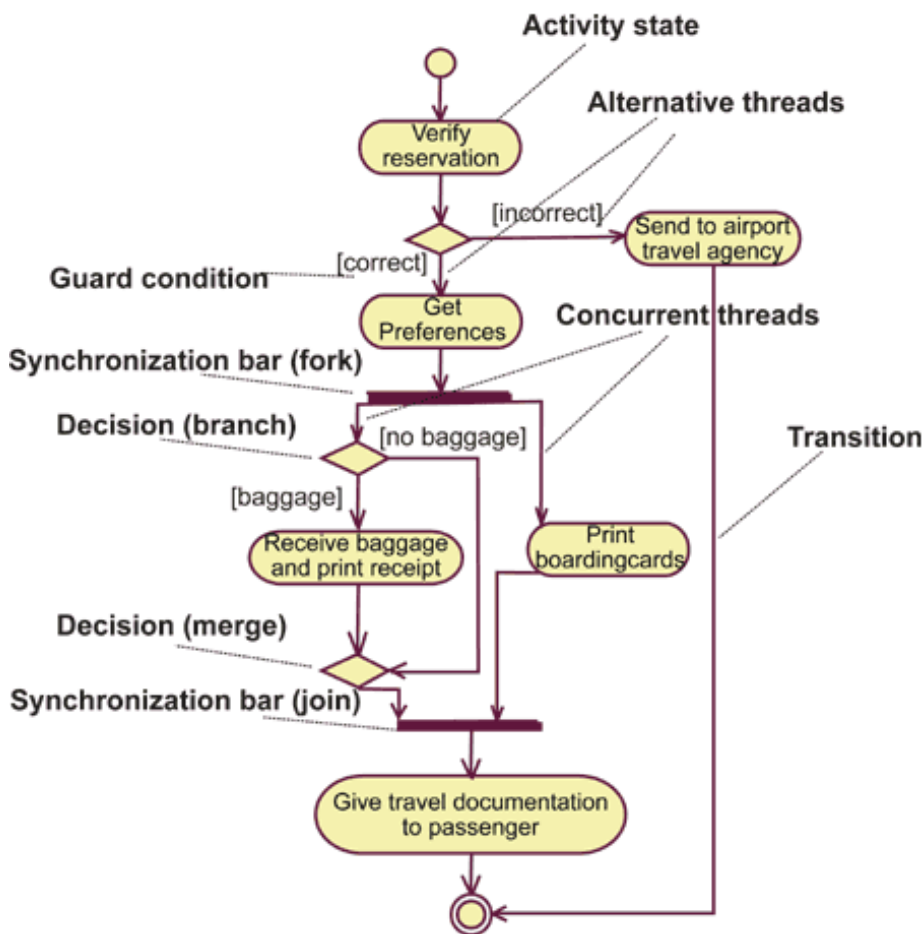 Activity state
Alternative threads
Verify
reservation
[incorrect]
Send to airport
travel agency
[correct]
Guard condition
Get
Preferences
Concurrent threads
Synchronization bar (fork)
Decision (branch)
[no baggage]
Transition
[baggage]
Receive baggage
and print receipt
Print
boardingcards
Decision (merge)
Synchronization bar (join)
Give travel documentation
to passenger